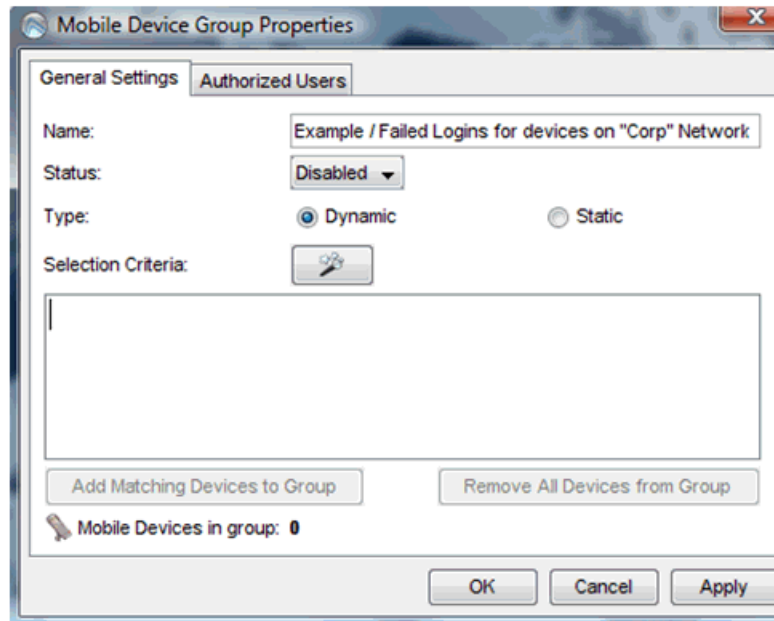 Mobile Device Group Properties
General Settings Authorized Users
Name: Example / Failed Logins for devices on "Corp" Network
Status: Disabled
Type: Dynamic Static
Selection Criteria:
Add Matching Devices to Group Remove All Devices from Group
Mobile Devices in group: 0
OK Cancel Apply